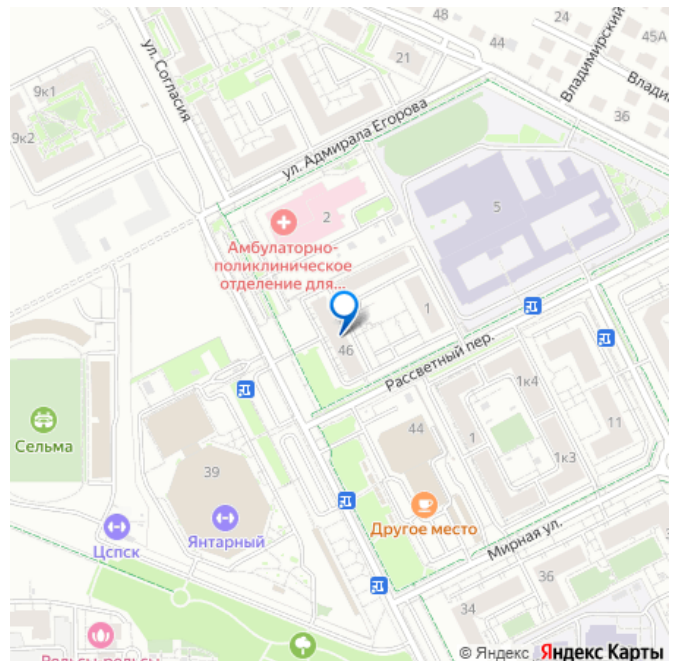 48
24
44
45А
21
Владимирский
Влади
36
ул. Согласия
9к1
9к2
ул. Адмирала Егорова
2
5
Амбулаторно-
поликлиническое
отделение для...
1
46
Рассветный пер.
1к4
Сельма
39
44
1
11
1к3
Янтарный
Цспск
Другое место
Мирная ул.
36
34
Рельсы-рельсы
© Яндекс Яндекс Карты